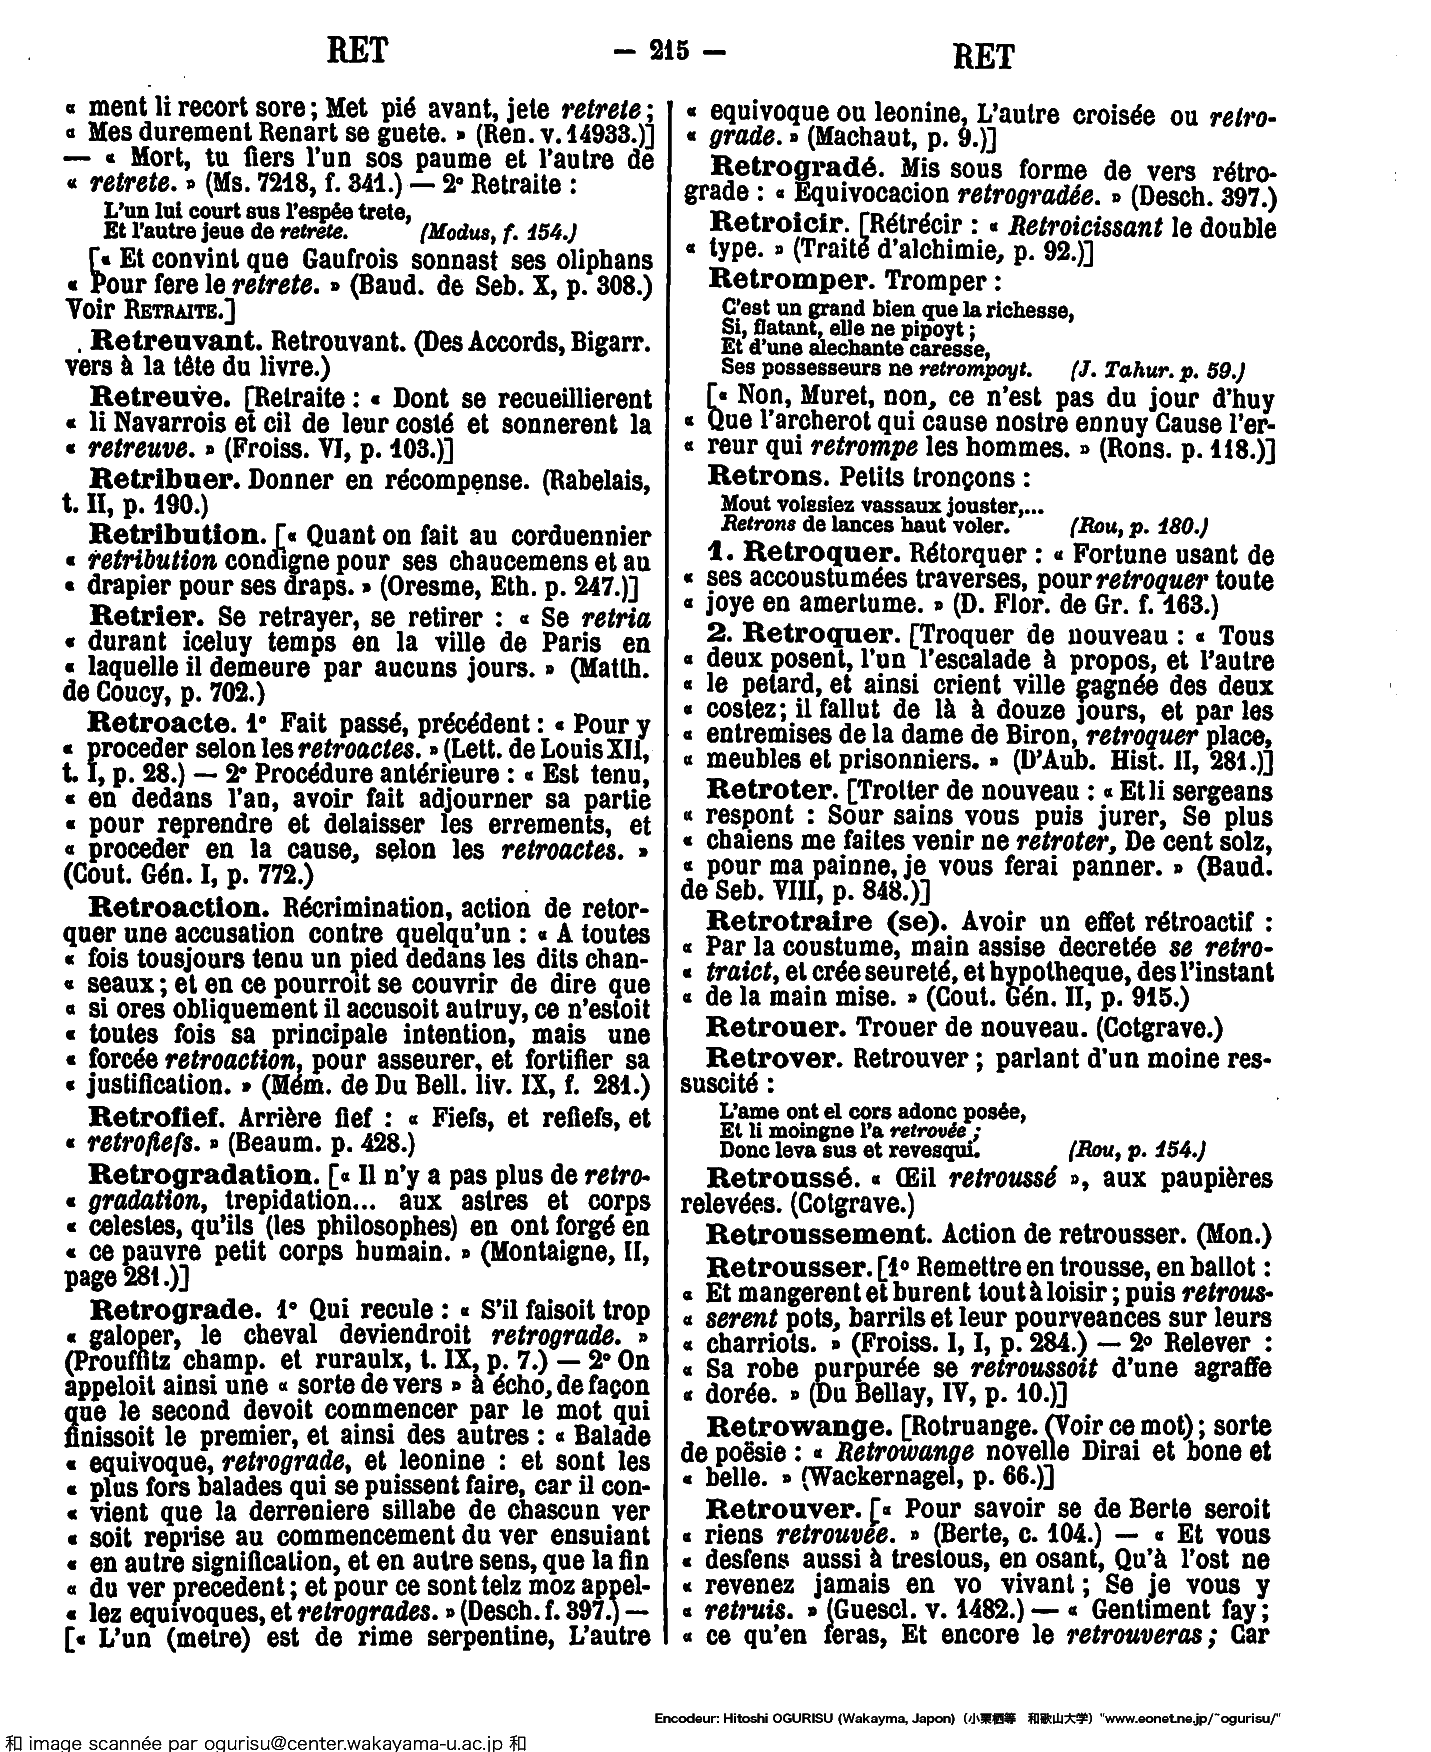 RET
— 215 —
RET
« ment li recort sore ; Met pié avant, jete retrete ;
« Mes durement Renart se guete. » (Ren. v. 14933.)]
— « Mort, tu fiers l'un sos paume et l'autre de
« retrete. » (Ms. 7218, f. 341.) — 2° Retraite :
L'un lui court sus l'espée trete,
Et l'autre jeue de retrete. (Modus, f. 154.)
[« Et convint que Gaufrois sonnast ses oliphans
« Pour fere le retrete. » (Baud. de Seb. X, p. 308.)
Voir RETRAITE.]
Retreuvant. Retrouvant. (Des Accords, Bigarr.
vers à la tête du livre.)
Retreuve. [Retraite : « Dont se recueillierent
« li Navarrois et cil de leur costé et sonnerent la
« retreuve. » (Froiss. VI, p. 103.)]
Retribuer. Donner en récompense. (Rabelais,
t. II, p. 190.)
Retribution. [« Quant on fait au corduennier
« retribution condigne pour ses chaucemens et au
« drapier pour ses draps. » (Oresme, Eth. p. 247.)]
Retrier. Se retrayer, se retirer : « Se retria
« durant iceluy temps en la ville de Paris en
« laquelle il demeure par aucuns jours. » (Matth.
de Coucy, p. 702.)
Retroacte. 1° Fait passé, précédent : « Pour y
« proceder selon les retroactes. » (Lett. de Louis XII,
t. I, p. 28.) — 2° Procédure antérieure : « Est tenu,
« en dedans l'an, avoir fait adjourner sa partie
« pour reprendre et delaisser les errements, et
« proceder en la cause, selon les retroactes. »
(Cout. Gén. I, p. 772.)
Retroaction. Récrimination, action de retor-
quer une accusation contre quelqu'un : « A toutes
« fois tousjours tenu un pied dedans les dits chan-
« seaux ; et en ce pourroit se couvrir de dire que
« si ores obliquement il accusoit autruy, ce n'estoit
« toutes fois sa principale intention, mais une
« forcée retroaction, pour asseurer, et fortifier sa
« justification. » (Mém. de Du Bell. liv. IX, f. 281.)
Retrofief. Arrière fief : « Fiefs, et refiefs, et
« retrofiefs. » (Beaum. p. 428.)
Retrogradation. [« Il n'y a pas plus de retro-
« gradation, trepidation... aux astres et corps
« celestes, qu'ils (les philosophes) en ont forgé en
« ce pauvre petit corps humain. » (Montaigne, II,
page 281.)]
Retrograde. 1° Qui recule : « S'il faisoit trop
« galoper, le cheval deviendroit retrograde. »
(Prouffitz champ. et ruraulx, t. IX, p. 7.) — 2° On
appeloit ainsi une « sorte de vers » à écho, de façon
que le second devoit commencer par le mot qui
finissoit le premier, et ainsi des autres : « Balade
« equivoque, retrograde, et leonine : et sont les
« plus fors balades qui se puissent faire, car il con-
« vient que la derreniere sillabe de chascun ver
« soit reprise au commencement du ver ensuiant
« en autre signification, et en autre sens, que la fin
« du ver precedent ; et pour ce sont telz moz appel-
« lez equivoques, et retrogrades. » (Desch. f. 397.) —
[« L'un (metre) est de rime serpentine, L'autre
« equivoque ou leonine, L'autre croisée ou retro-
« grade. » (Machaut, p. 9.)]
Retrogradé. Mis sous forme de vers rétro-
grade : « Equivocacion retrogradée. » (Desch. 397.)
Retroicir. [Rétrécir : « Retroicissant le double
« type. » (Traité d'alchimie, p. 92.)]
Retromper. Tromper :
C'est un grand bien que la richesse,
Si, flatant, elle ne pipoyt ;
Et d'une alechante caresse,
Ses possesseurs ne retrompoyt. (J. Tahur. p. 59.)
[« Non, Muret, non, ce n'est pas du jour d'huy
« Que l'archerot qui cause nostre ennuy Cause l'er-
« reur qui retrompe les hommes. » (Rons. p. 118.)]
Retrons. Petits tronçons :
Mout voissiez vassaux jouster,...
Retrons de lances haut voler. (Rou, p. 180.)
1. Retroquer. Rétorquer : « Fortune usant de
« ses accoustumées traverses, pour retroquer toute
« joye en amertume. » (D. Flor. de Gr. f. 163.)
2. Retroquer. [Troquer de nouveau : « Tous
« deux posent, l'un l'escalade à propos, et l'autre
« le petard, et ainsi crient ville gagnée des deux
« costez ; il fallut de là à douze jours, et par les
« entremises de la dame de Biron, retroquer place,
« meubles et prisonniers. » (D'Aub. Hist. II, 281.)]
Retroter. [Trotter de nouveau : « Et li sergeans
« respont : Sour sains vous puis jurer, Se plus
« chaiens me faites venir ne retroter, De cent solz,
« pour ma painne, je vous ferai panner. » (Baud.
de Seb. VIII, p. 848.)]
Retrotraire (se). Avoir un effet rétroactif :
« Par la coustume, main assise decretée se retro-
« traict, et crée seureté, et hypotheque, des l'instant
« de la main mise. » (Cout. Gén. II, p. 915.)
Retrouer. Trouer de nouveau. (Cotgrave.)
Retrover. Retrouver ; parlant d'un moine res-
suscité :
L'ame ont el cors adonc posée,
Et li moingne l'a retrovée ;
Donc leva sus et revesqui. (Rou, p. 154.)
Retroussé. « Œil retroussé », aux paupières
relevées. (Cotgrave.)
Retroussement. Action de retrousser. (Mon.)
Retrousser. [1° Remettre en trousse, en ballot :
« Et mangerent et burent tout à loisir ; puis retrous-
« serent pots, barrils et leur pourveances sur leurs
« charriots. » (Froiss. I, I, p. 284.) — 2° Relever :
« Sa robe purpurée se retroussoit d'une agraffe
« dorée. » (Du Bellay, IV, p. 10.)]
Retrowange. [Rotruange. (Voir ce mot) ; sorte
de poësie : « Retrowange novelle Dirai et bone et
« belle. » (Wackernagel, p. 66.)]
Retrouver. [« Pour savoir se de Berte seroit
« riens retrouvée. » (Berte, c. 104.) — « Et vous
« desfens aussi à trestous, en osant, Qu'à l'ost ne
« revenez jamais en vo vivant ; Se je vous y
« retruis. » (Guescl. v. 1482.) — « Gentiment fay ;
« ce qu'en feras, Et encore le retrouveras ; Car
Encodeur: Hitoshi OGURISU (Wakayma, Japon) (小栗栖等 和歌山大学) "www.eonet.ne.jp/~ogurisu/"
和 image scannée par ogurisu@center.wakayama-u.ac.jp 和